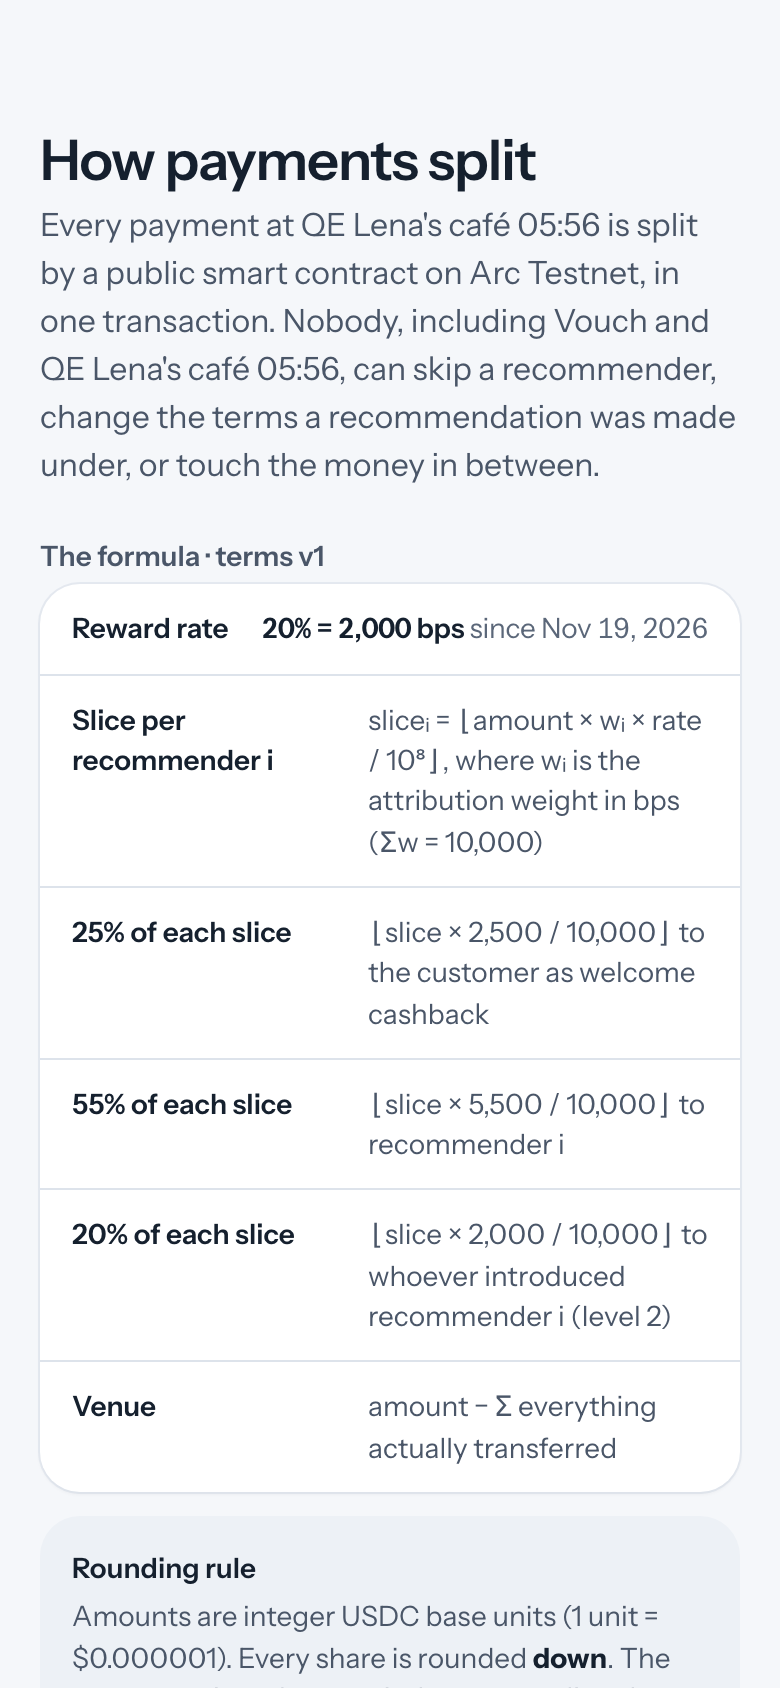 How payments split
Every payment at QE Lena's café 05:56 is split
by a public smart contract on Arc Testnet, in
one transaction. Nobody, including Vouch and
QE Lena's café 05:56, can skip a recommender,
change the terms a recommendation was made
under, or touch the money in between.
The formula · terms v1
Reward rate 20% = 2,000 bps since Nov 19, 2026
Slice per
recommender i
sliceᵢ = ⌊amount × wᵢ × rate
/ 10⁸⌋, where wᵢ is the
attribution weight in bps
(Σw = 10,000)
25% of each slice
⌊slice × 2,500 / 10,000⌋ to
the customer as welcome
cashback
55% of each slice
⌊slice × 5,500 / 10,000⌋ to
recommender i
20% of each slice
⌊slice × 2,000 / 10,000⌋ to
whoever introduced
recommender i (level 2)
Venue
amount − Σ everything
actually transferred
Rounding rule
Amounts are integer USDC base units (1 unit =
$0.000001). Every share is rounded down. The